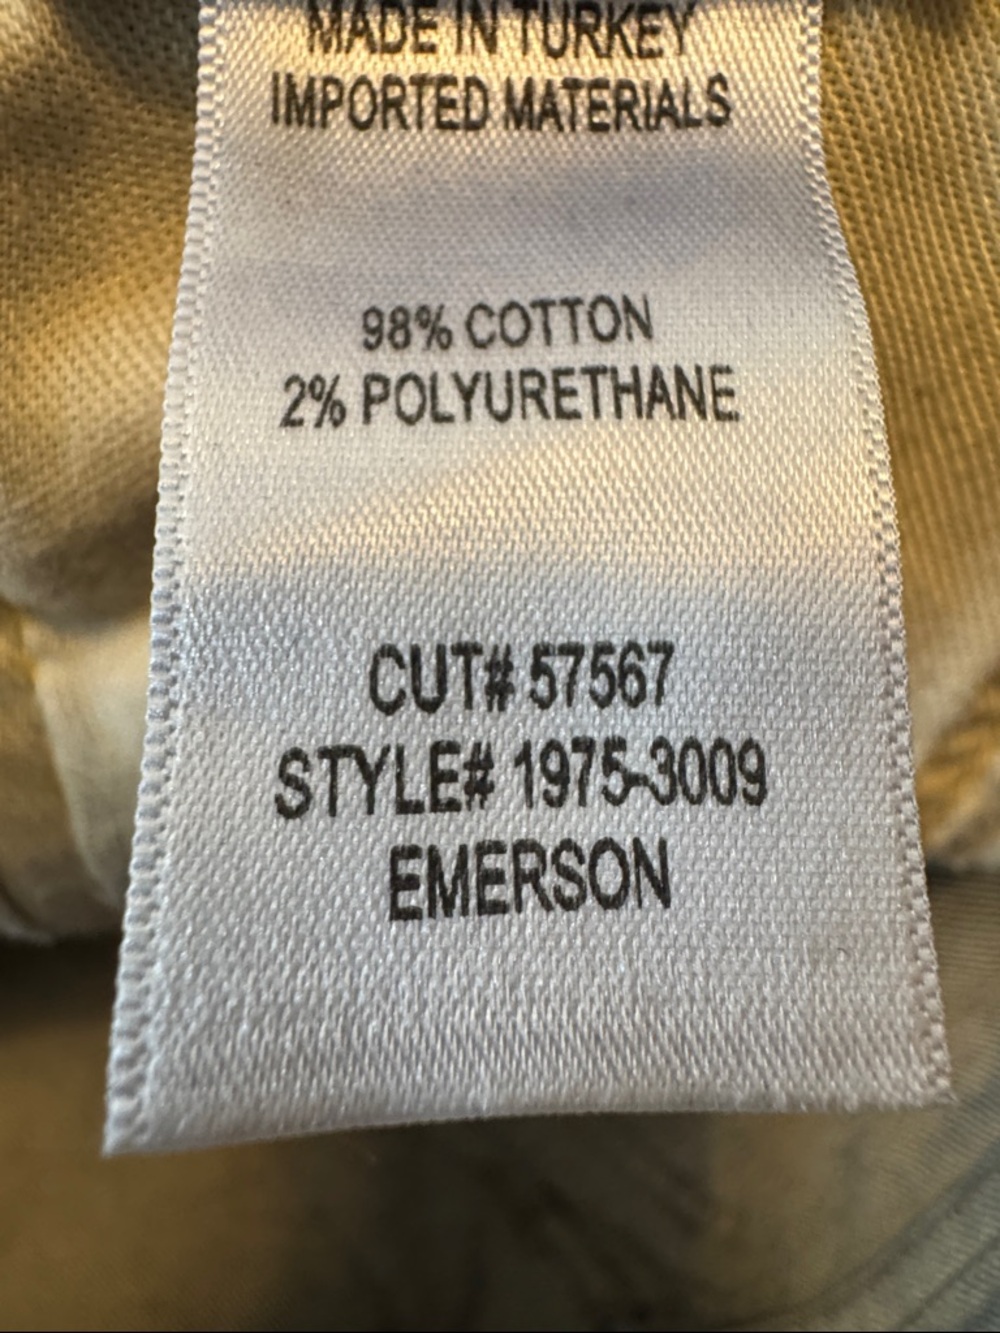 MADE IN TURKEY
IMPORTED MATERIALS
98% COTTON
2% POLYURETHANE
CUT# 57567
STYLE# 1975-3009
EMERSON